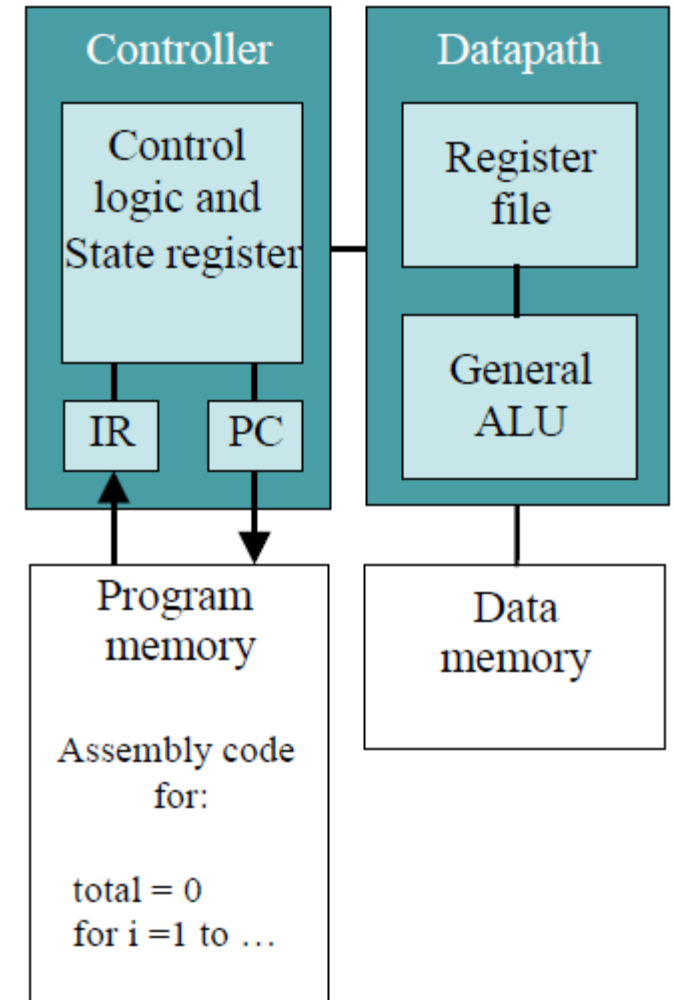 Controller
Control
logic and
State register
IR
PC
Datapath
Register
file
General
ALU
Program
memory
Assembly code
for:
total = 0
for i =1 to …
Data
memory